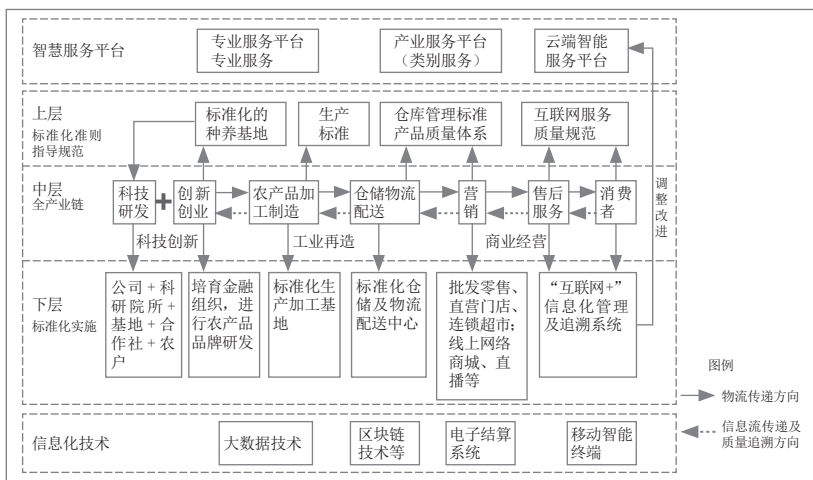 智慧服务平台
专业服务平台
专业服务
产业服务平台
（类别服务）
云端智能
服务平台
上层
标准化准则
指导规范
标准化的
种养基地
生产
标准
仓库管理标准
产品质量体系
互联网服务
质量规范
中层
全产业链
科技
研发
+
创新
创业
农产品加
工制造
仓储物流
配送
营
销
售后
服务
消费
者
调
整
改
进
科技创新
工业再造
商业经营
下层
标准化实施
公司+科
研院所+
基地+合
作社+农
户
培育金融
组织，进
行农产品
品牌研发
标准化生
产加工基
地
标准化仓
储及物流
配送中心
批发零售、
直营门店、
连锁超市；
线上网络
商城、直
播等
“互联网+”
信息化管理
及追溯系统
图例
物流传递方向
信息流传递及
质量追溯方向
信息化技术
大数据技术
区块链
技术等
电子结算
系统
移动智能
终端